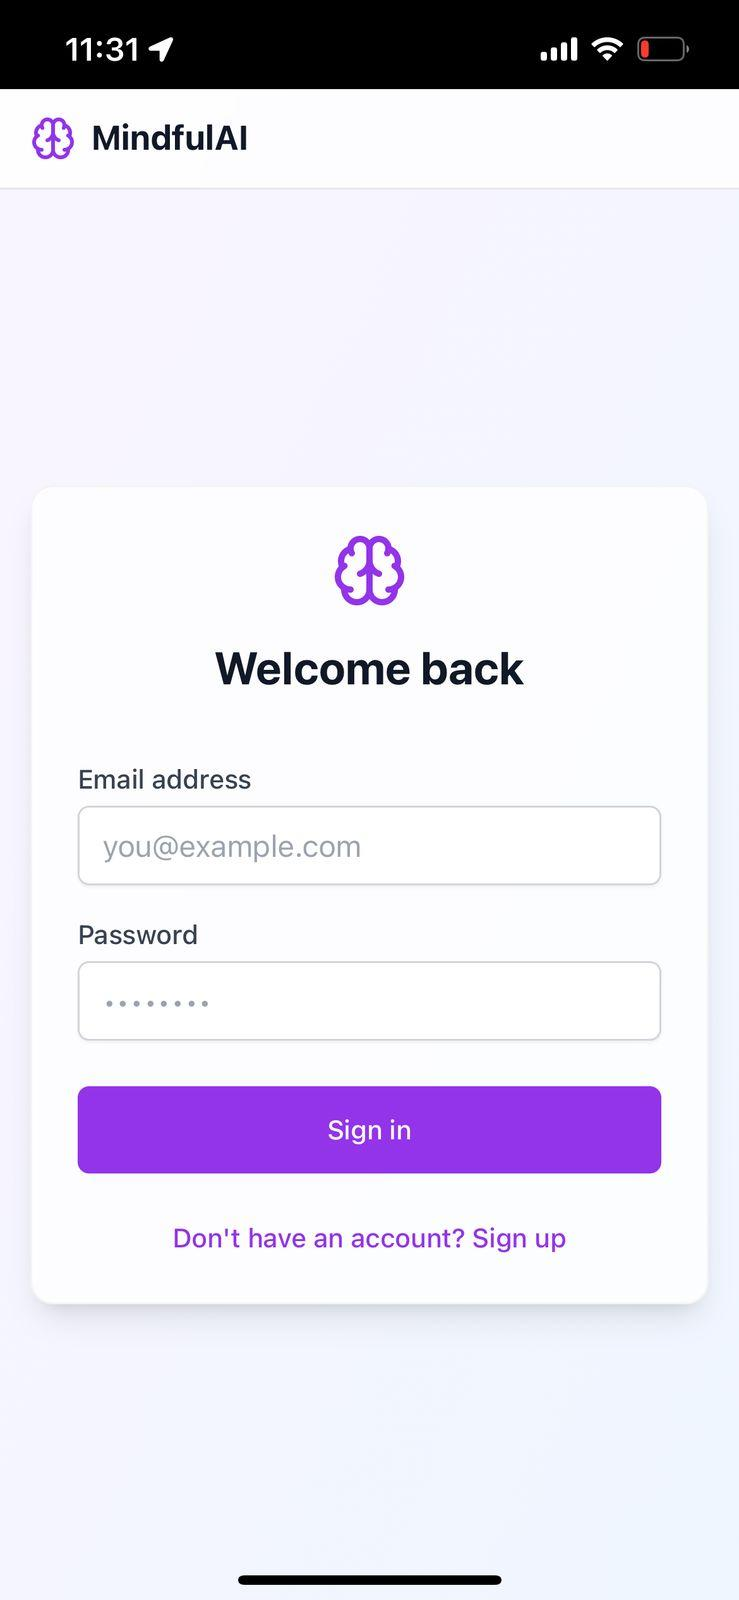 11:31
MindfulAI
Welcome back
Email address
you@example.com
Password
••••••••
Sign in
Don't have an account? Sign up